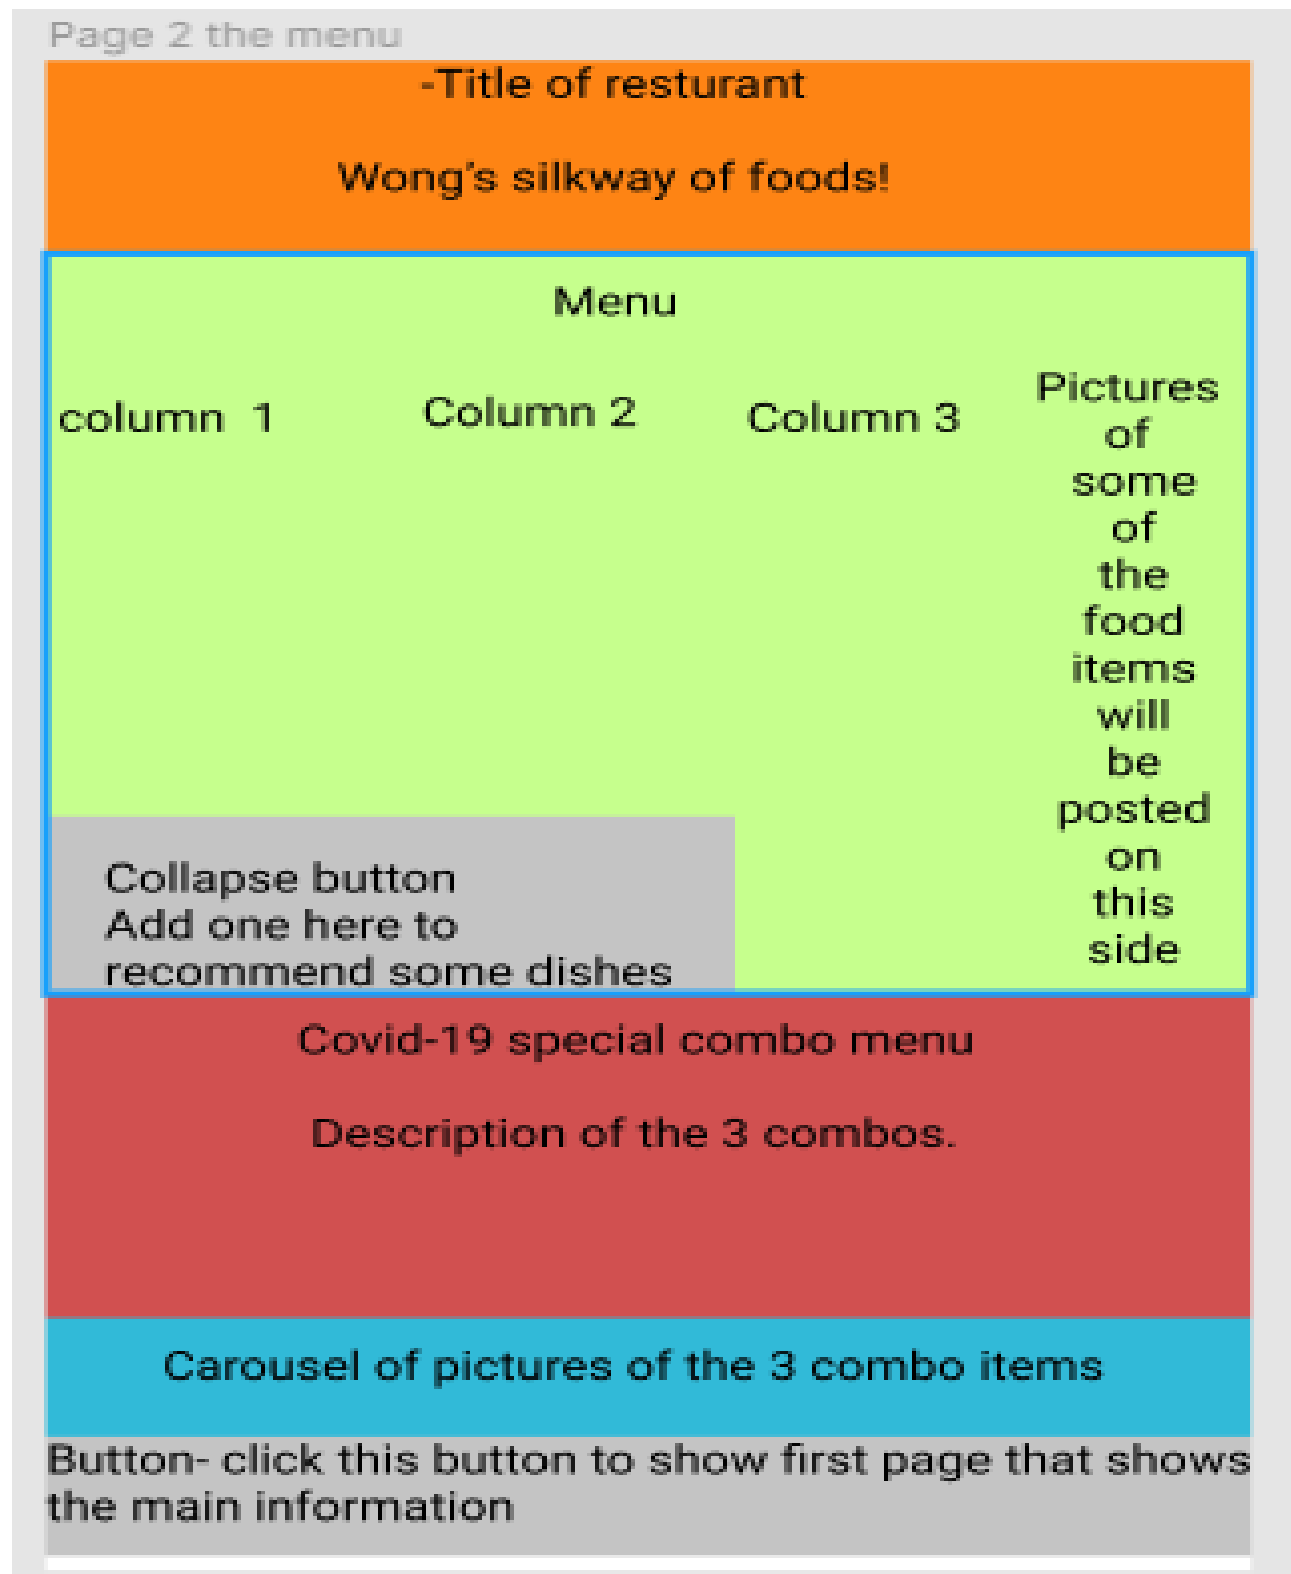 Page 2 the menu
-Title of resturant
Wong's silkway of foods!
Menu
column  1
Column 2
Column 3
Pictures
of
some
of
the
food
items
will
be
posted
on
this
side
Collapse button
Add one here to
recommend some dishes
Covid-19 special combo menu
Description of the 3 combos.
Carousel of pictures of the 3 combo items
Button- click this button to show first page that shows
the main information